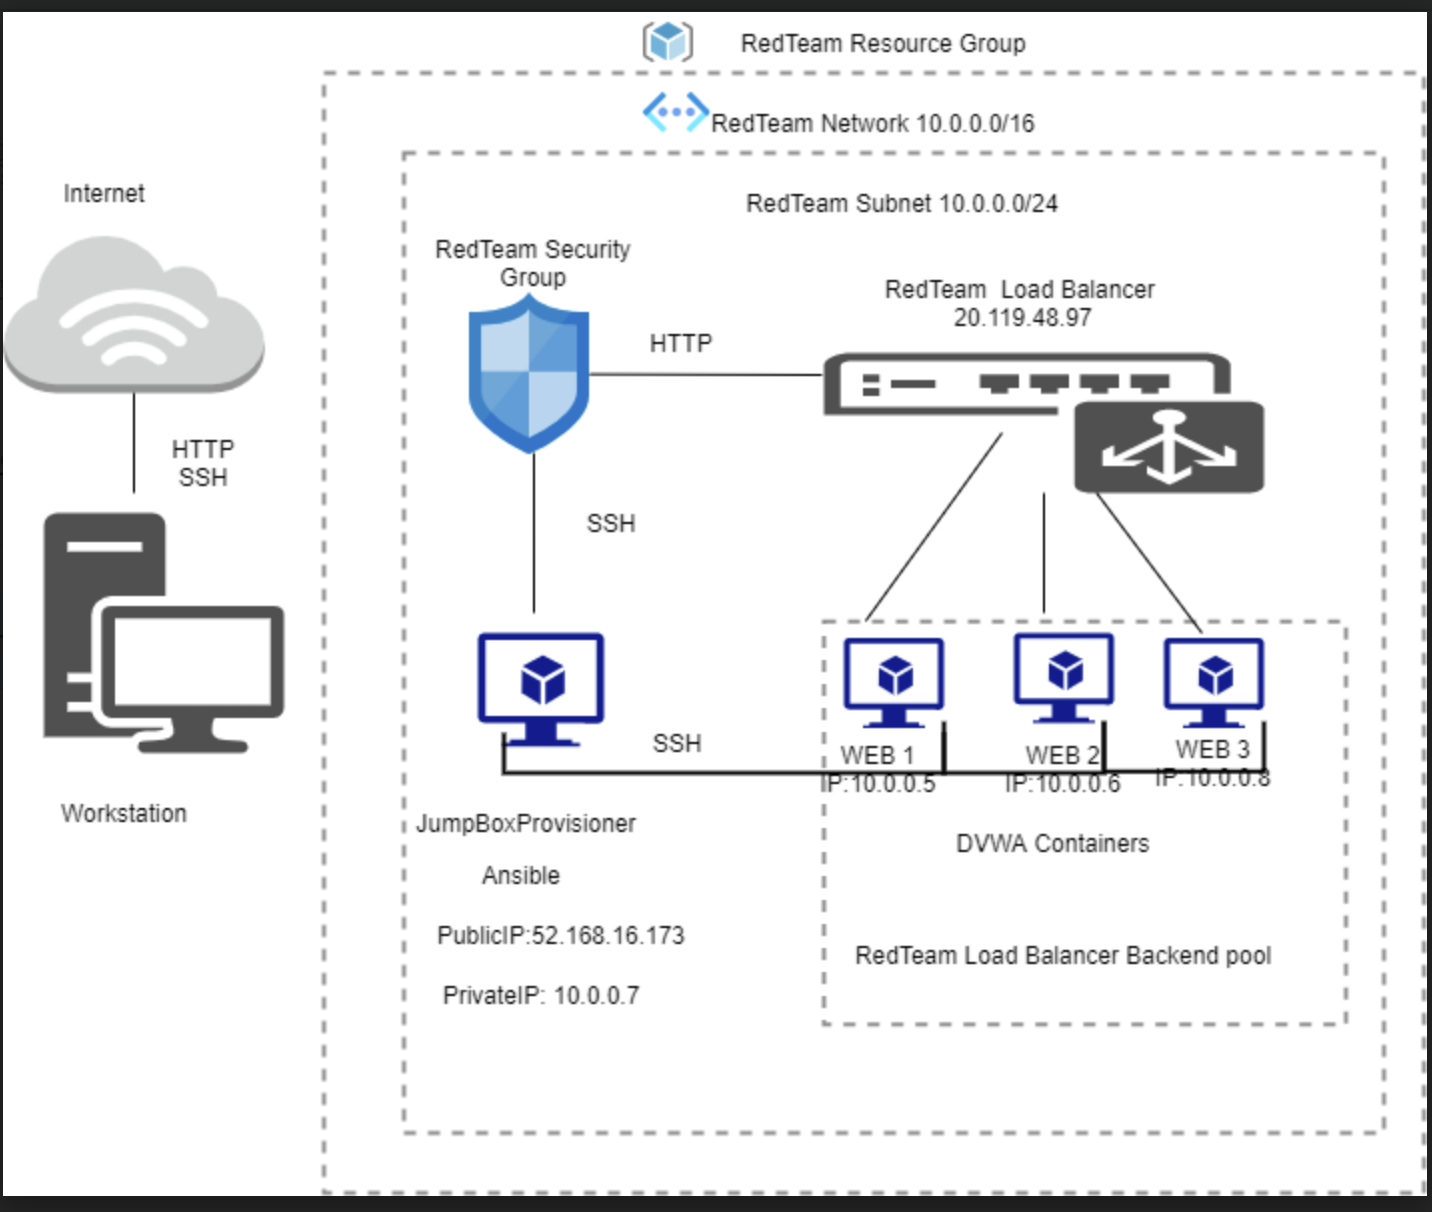 RedTeam Resource Group
RedTeam Network 10.0.0.0/16
RedTeam Subnet 10.0.0.0/24
Internet
HTTP
SSH
Workstation
RedTeam Security
Group
HTTP
RedTeam Load Balancer
20.119.48.97
SSH
SSH
WEB 1
IP:10.0.0.5
WEB 2
IP:10.0.0.6
WEB 3
IP:10.0.0.8
JumpBoxProvisioner
Ansible
PublicIP:52.168.16.173
PrivateIP: 10.0.0.7
DVWA Containers
RedTeam Load Balancer Backend pool